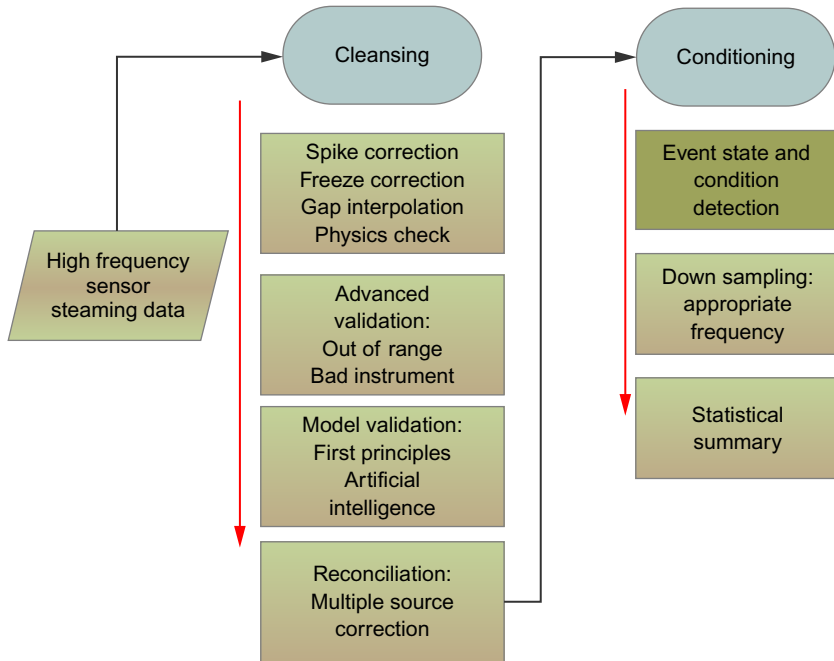 High frequency
sensor
steaming data
Cleansing
Spike correction
Freeze correction
Gap interpolation
Physics check
Advanced
validation:
Out of range
Bad instrument
Model validation:
First principles
Artificial
intelligence
Reconciliation:
Multiple source
correction
Conditioning
Event state and
condition
detection
Down sampling:
appropriate
frequency
Statistical
summary